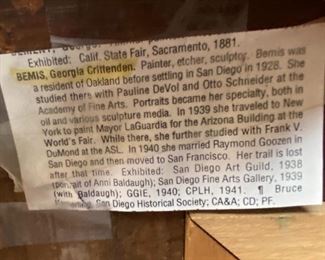 Exhibited: Calif. State Fair, Sacramento, 1881.
BEMIS, Georgia Crittenden. Painter, etcher, sculptor. Bemis was
a resident of Oakland before settling in San Diego in 1928. She
studied there with Pauline DeVol and Otto Schneider at the
Academy of Fine Arts. Portraits became her specialty, both in
oil and various sculpture media. In 1939 she traveled to New
York to paint Mayor LaGuardia for the Arizona Building at the
World's Fair. While there, she further studied with Frank V.
DuMond at the ASL. In 1940 she married Raymond Goozen in
San Diego and then moved to San Francisco. Her trail is lost
after that time. Exhibited: San Diego Art Guild, 1938
(portrait of Anni Baldaugh); San Diego Fine Arts Gallery, 1939
(with Baldaugh); GGIE, 1940; CPLH, 1941. ¶ Bruce
San Diego Historical Society; CA&A; CD; PF.